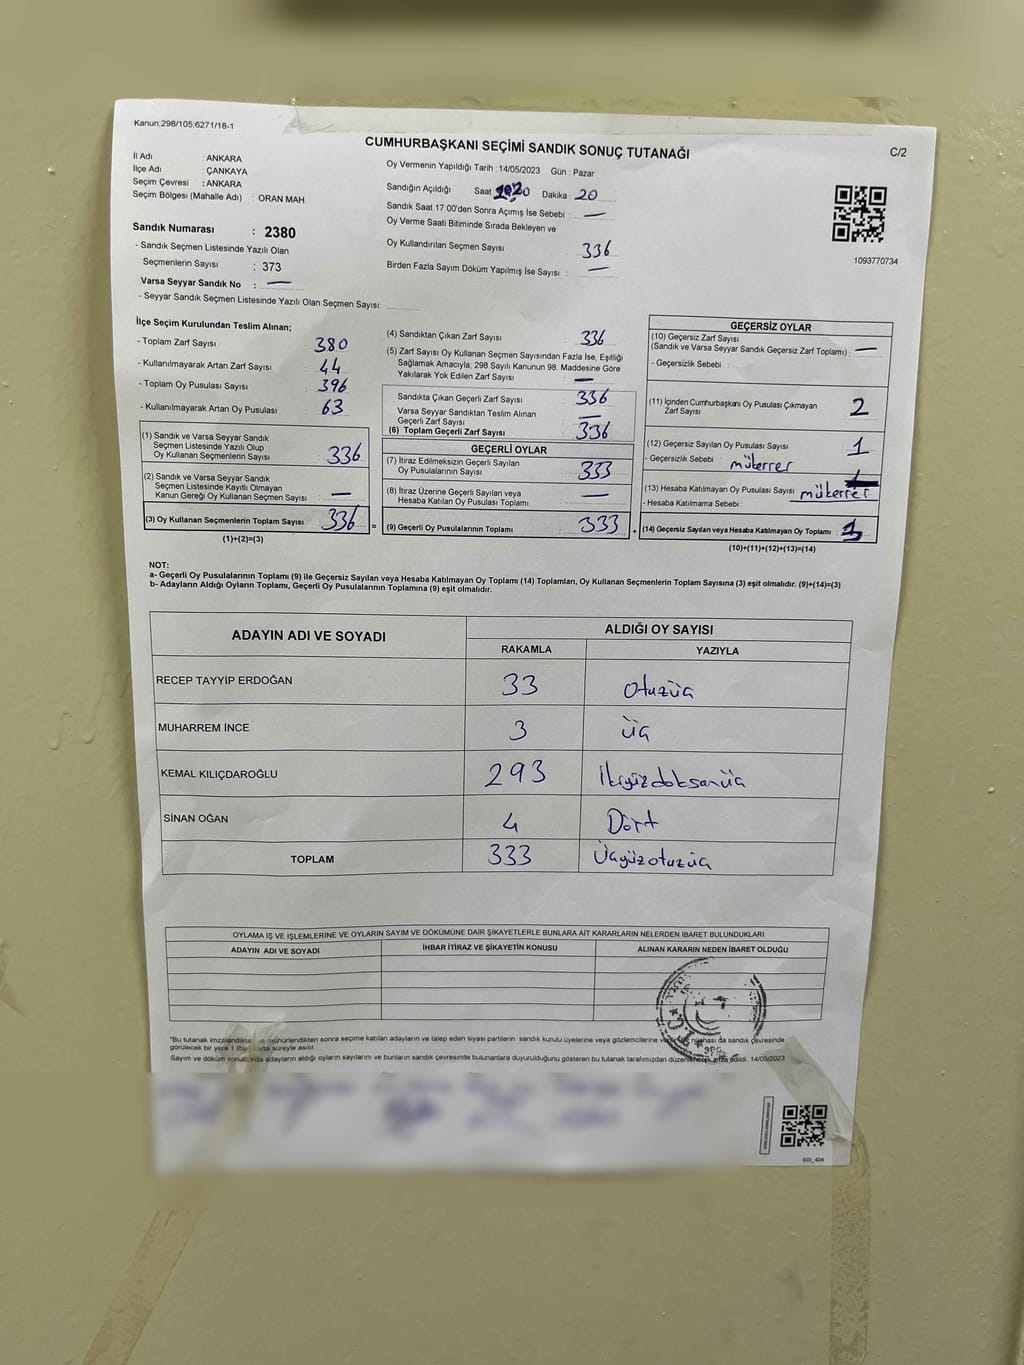 Kanun;298/105;6271/18-1
CUMHURBAŞKANI SEÇİMİ SANDIK SONUÇ TUTANAĞI
C/2
İl Adı : ANKARA
İlçe Adı : ÇANKAYA
Seçim Çevresi : ANKARA
Seçim Bölgesi (Mahalle Adı) : ORAN MAH.
Sandık Numarası : 2380
- Sandık Seçmen Listesinde Yazılı Olan
Seçmenlerin Sayısı : 373
Varsa Seyyar Sandık No : —
- Seyyar Sandık Seçmen Listesinde Yazılı Olan Seçmen Sayısı:
Oy Vermenin Yapıldığı Tarih : 14/05/2023 Gün : Pazar
Sandığın Açıldığı Saat Dakika : 20
Sandık Saat 17:00'den Sonra Açımış İse Sebebi : —
Oy Verme Saati Bitiminde Sırada Bekleyen ve
Oy Kullandırılan Seçmen Sayısı : 336
Birden Fazla Sayım Döküm Yapılmış İse Sayısı : —
1093770734
İlçe Seçim Kurulundan Teslim Alınan;
- Toplam Zarf Sayısı : 380
- Kullanılmayarak Artan Zarf Sayısı : 44
- Toplam Oy Pusulası Sayısı : 396
- Kullanılmayarak Artan Oy Pusulası : 63
(1) Sandık ve Varsa Seyyar Sandık
Seçmen Listesinde Yazılı Olup
Oy Kullanan Seçmenlerin Sayısı : 336
(2) Sandık ve Varsa Seyyar Sandık
Seçmen Listesinde Kayıtlı Olmayan
Kanun Gereği Oy Kullanan Seçmen Sayısı : —
(3) Oy Kullanan Seçmenlerin Toplam Sayısı : 336 =
(1)+(2)=(3)
(4) Sandıktan Çıkan Zarf Sayısı : 336
(5) Zarf Sayısı Oy Kullanan Seçmen Sayısından Fazla İse, Eşitliği
Sağlamak Amacıyla; 298 Sayılı Kanunun 98. Maddesine Göre
Yakılarak Yok Edilen Zarf Sayısı : —
Sandıkta Çıkan Geçerli Zarf Sayısı : 336
Varsa Seyyar Sandıktan Teslim Alınan
Geçerli Zarf Sayısı : —
(6) Toplam Geçerli Zarf Sayısı : 336
GEÇERLİ OYLAR
(7) İtiraz Edilmeksizin Geçerli Sayılan
Oy Pusulalarının Sayısı : 333
(8) İtiraz Üzerine Geçerli Sayılan veya
Hesaba Katılan Oy Pusulası Toplamı : —
(9) Geçerli Oy Pusulalarının Toplamı : 333 +
GEÇERSİZ OYLAR
(10) Geçersiz Zarf Sayısı
(Sandık ve Varsa Seyyar Sandık Geçersiz Zarf Toplamı) : —
- Geçersizlik Sebebi :
(11) İçinden Cumhurbaşkanı Oy Pusulası Çıkmayan
Zarf Sayısı : 2
(12) Geçersiz Sayılan Oy Pusulası Sayısı : 1
- Geçersizlik Sebebi : mükerrer
(13) Hesaba Katılmayan Oy Pusulası Sayısı : mükerrer
- Hesaba Katılmama Sebebi :
(14) Geçersiz Sayılan veya Hesaba Katılmayan Oy Toplamı : 3
(10)+(11)+(12)+(13)=(14)
NOT:
a- Geçerli Oy Pusulalarının Toplamı (9) ile Geçersiz Sayılan veya Hesaba Katılmayan Oy Toplamı (14) Toplamları, Oy Kullanan Seçmenlerin Toplam Sayısına (3) eşit olmalıdır. (9)+(14)=(3)
b- Adayların Aldığı Oyların Toplamı, Geçerli Oy Pusulalarının Toplamına (9) eşit olmalıdır.
ADAYIN ADI VE SOYADI
ALDIĞI OY SAYISI
RAKAMLA YAZIYLA
RECEP TAYYİP ERDOĞAN 33 Otuzüç
MUHARREM İNCE 3 Üç
KEMAL KILIÇDAROĞLU 293 İkiyüzdoksanüç
SİNAN OĞAN 4 Dört
TOPLAM 333 Üçyüzotuzüç
OYLAMA İŞ VE İŞLEMLERİNE VE OYLARIN SAYIM VE DÖKÜMÜNE DAİR ŞİKAYETLERLE BUNLARA AİT KARARLARIN NELERDEN İBARET BULUNDUKLARI
ADAYIN ADI VE SOYADI İHBAR İTİRAZ VE ŞİKAYETİN KONUSU ALINAN KARARIN NEDEN İBARET OLDUĞU
"Bu tutanak imzalandıktan ve mühürlendikten sonra seçime katılan adayların ve talep eden siyasi partilerin sandık kurulu üyelerine veya gözlemcilerine nüshası da sandık çevresinde
görülecek bir yere 1 (bir) hafta süreyle asılır.
Sayım ve döküm sonucunda adayların aldığı oyların sayılarını ve bunların sandık çevresinde bulunanlara duyurulduğunu gösteren bu tutanak tarafımızdan düzenlenerek imza edildi. 14/05/2023